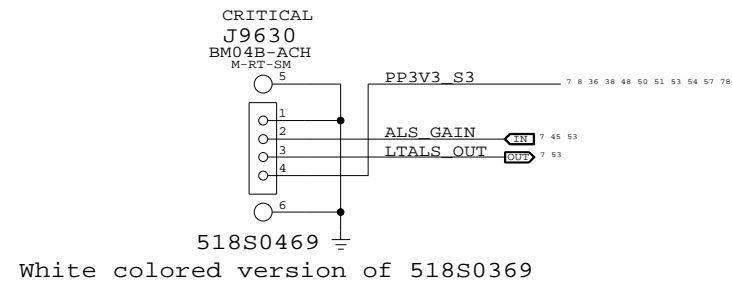 CRITICAL
J9630
BM04B-ACH
M-RT-SM
5
PP3V3_S3
7 8 36 38 48 50 51 53 54 57 78
1
2
ALS_GAIN
IN
7 45 53
3
LTALS_OUT
OUT
7 53
4
6
518S0469
White colored version of 518S0369